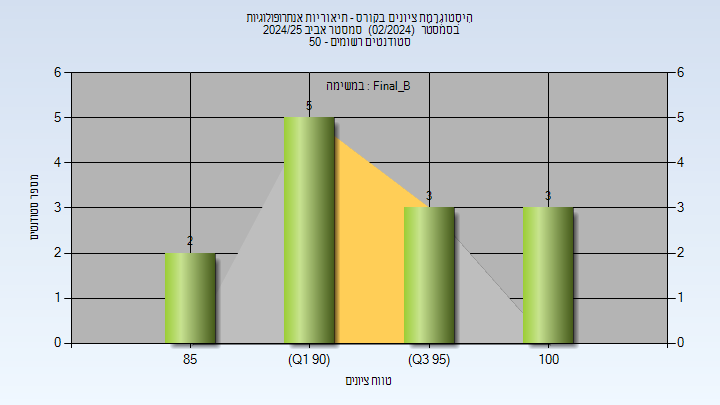 היסטוגרמת ציונים בקורס - תיאוריות אנתרופולוגיות
בסמסטר (02/2024) סמסטר אביב 2024/25
סטודנטים רשומים - 50
במשימה : Final_B
6 6
5 5
4 4
3 3
2 2
1 1
0 0
2
5
3
3
מספר סטודנטים
85
(Q1 90)
(Q3 95)
100
טווח ציונים